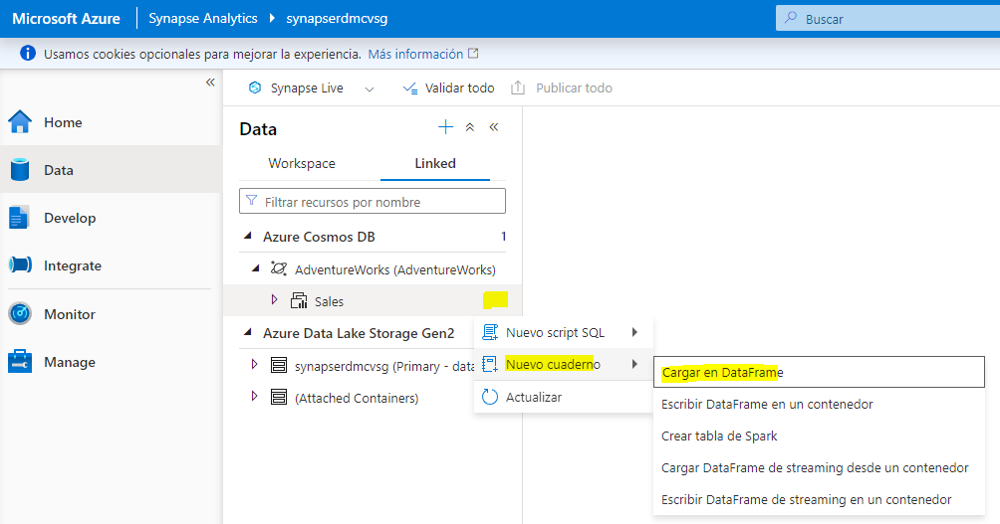 Microsoft Azure Synapse Analytics synapserdmcvsg Buscar
Usamos cookies opcionales para mejorar la experiencia. Más información
Synapse Live Validar todo Publicar todo
Home
Data
Develop
Integrate
Monitor
Manage
Data
Workspace Linked
Filtrar recursos por nombre
Azure Cosmos DB 1
AdventureWorks (AdventureWorks)
Sales
Azure Data Lake Storage Gen2
synapserdmcvsg (Primary - data
(Attached Containers)
Nuevo script SQL
Nuevo cuaderno
Actualizar
Cargar en DataFrame
Escribir DataFrame en un contenedor
Crear tabla de Spark
Cargar DataFrame de streaming desde un contenedor
Escribir DataFrame de streaming en un contenedor